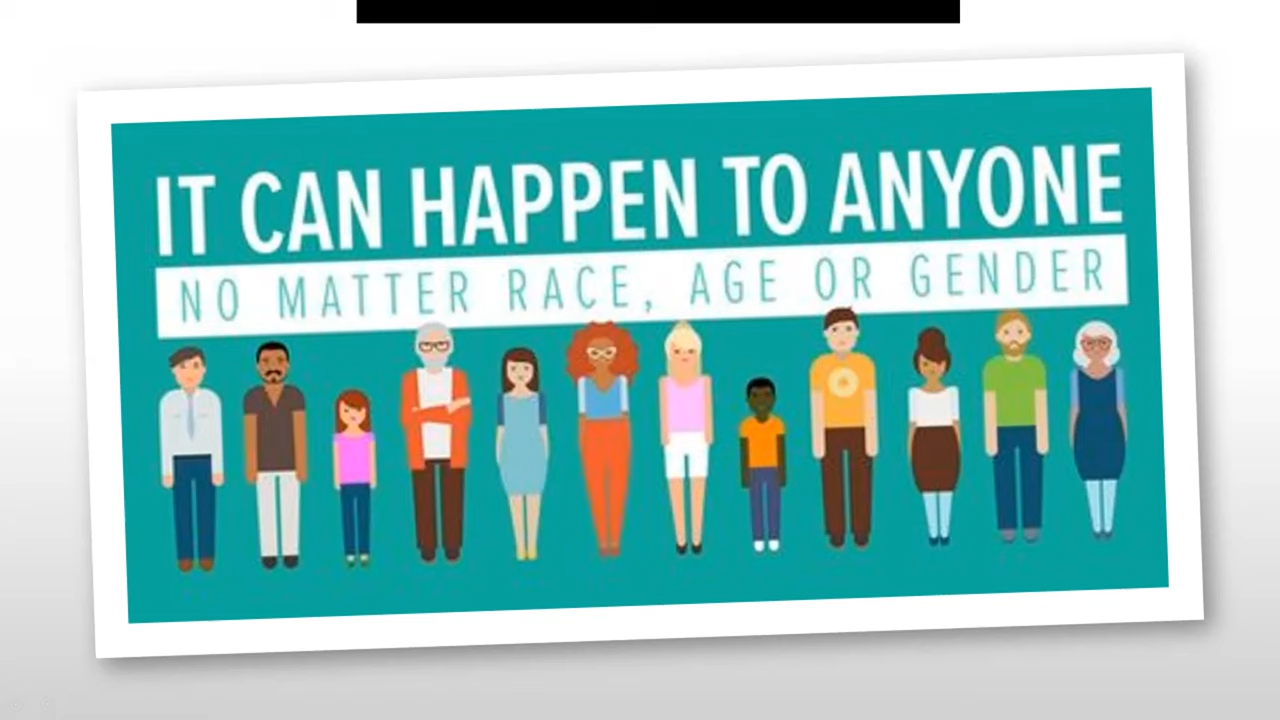 IT CAN HAPPEN TO ANYONE
NO MATTER RACE, AGE OR GENDER